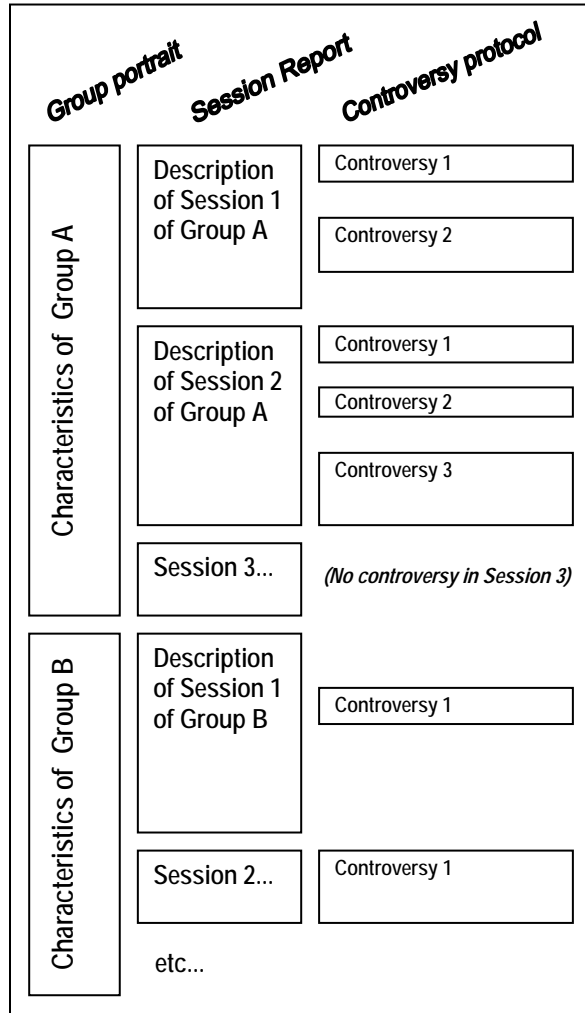 Group portrait
Session Report
Controversy protocol
Characteristics of Group A
Description
of Session 1
of Group A
Controversy 1
Controversy 2
Description
of Session 2
of Group A
Controversy 1
Controversy 2
Controversy 3
Session 3...
(No controversy in Session 3)
Characteristics of Group B
Description
of Session 1
of Group B
Controversy 1
Session 2...
Controversy 1
etc...